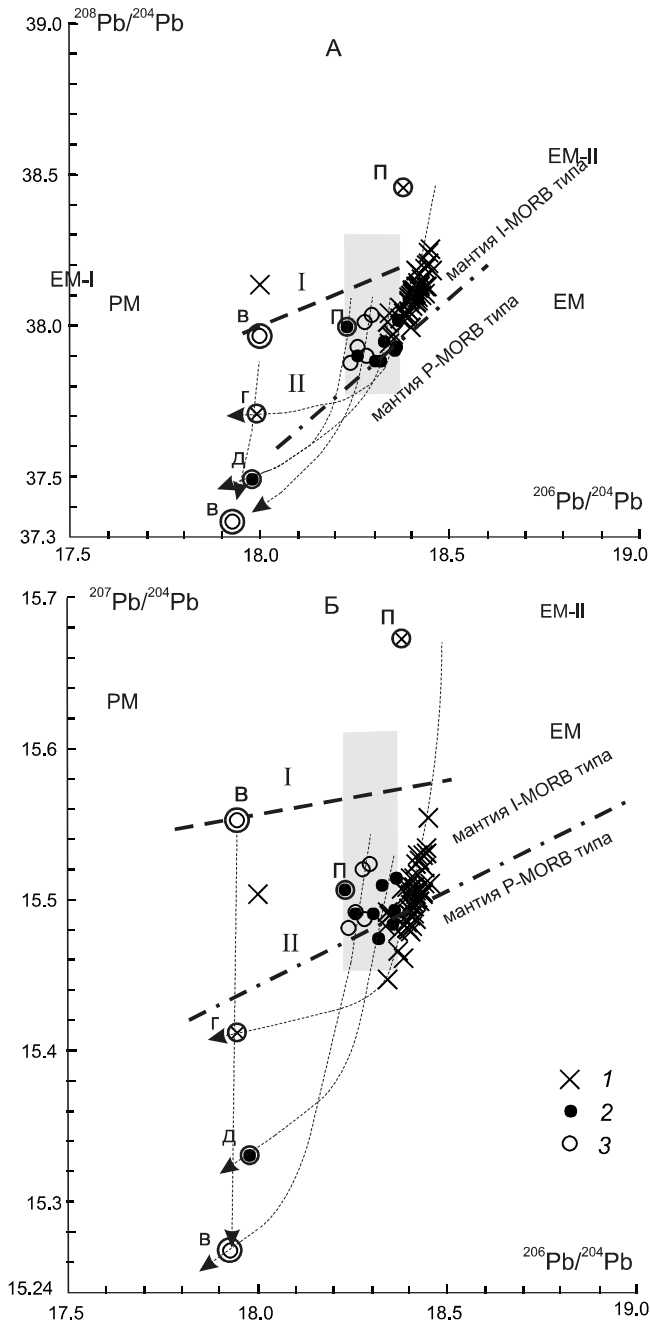 ²⁰⁸Pb/²⁰⁴Pb
А
39.0
38.5
38.0
37.5
37.3
17.5
18.0
18.5
19.0
EM-II
П
мантия I-MORB типа
EM-I
PM
I
EM
В
П
мантия P-MORB типа
II
г
Д
в
²⁰⁶Pb/²⁰⁴Pb
²⁰⁷Pb/²⁰⁴Pb
Б
15.7
15.6
15.5
15.4
15.3
15.24
17.5
18.0
18.5
19.0
EM-II
П
PM
EM
В
I
мантия I-MORB типа
П
мантия P-MORB типа
II
г
Д
в
1
2
3
²⁰⁶Pb/²⁰⁴Pb